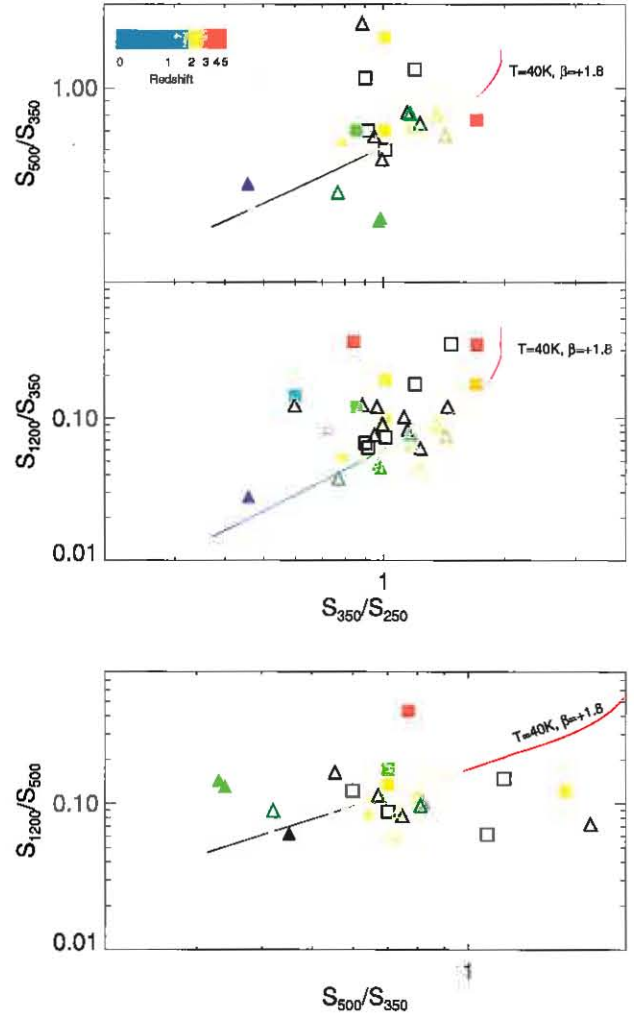 0 1 2 3 4 5
Redshift
T=40K, β=+1.8
1.00
S500/S350
T=40K, β=+1.8
0.10
S1200/S350
0.01
1
S350/S250
T=40K, β=+1.8
0.10
S1200/S500
0.01
1
S500/S350